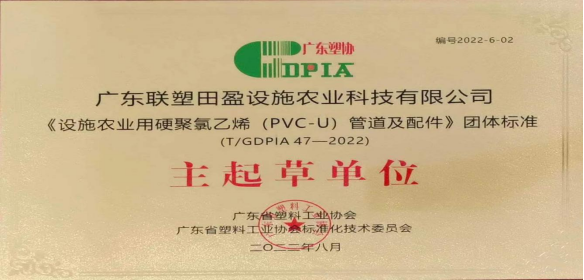 广东塑协
GDPIA
编号2022-6-02
广东联塑田盈设施农业科技有限公司
《设施农业用硬聚氯乙烯（PVC-U）管道及配件》团体标准
(T/GDPIA 47—2022)
主起草单位
广东省塑料工业协会
广东省塑料工业协会标准化技术委员会
二〇二二年八月